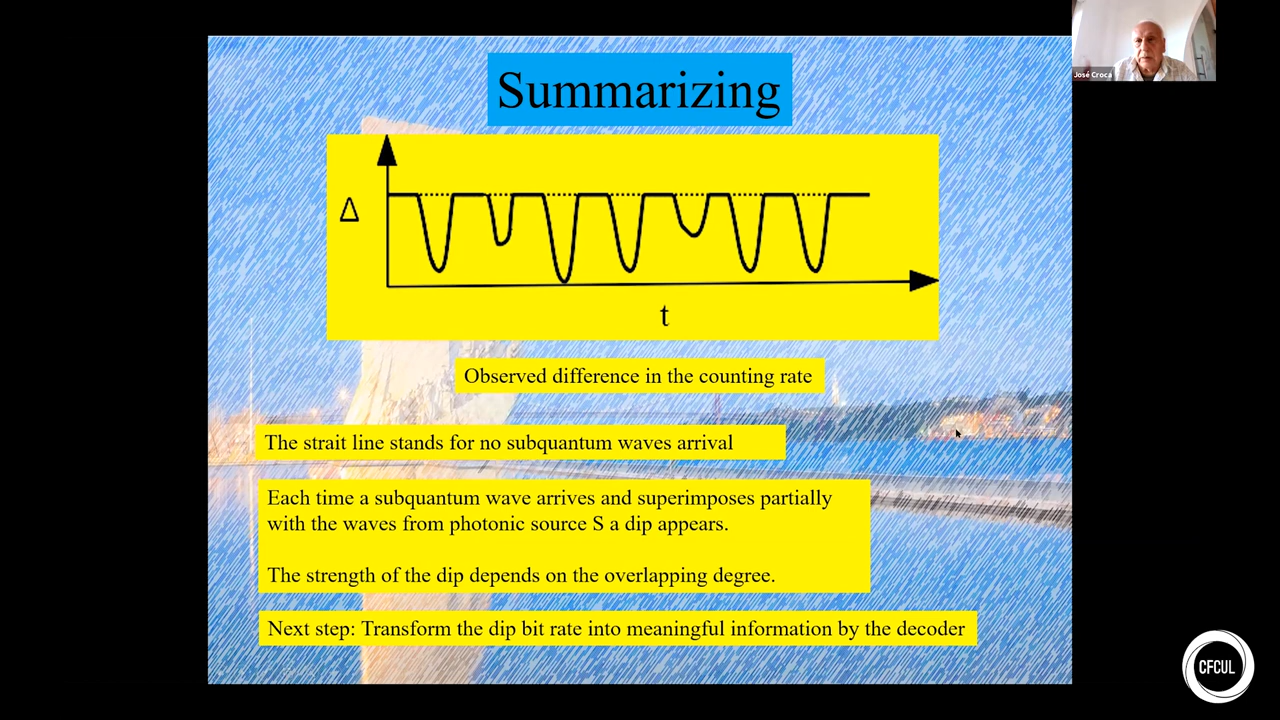 José Croca
Summarizing
Δ
t
Observed difference in the counting rate
The strait line stands for no subquantum waves arrival
Each time a subquantum wave arrives and superimposes partially
with the waves from photonic source S a dip appears.
The strength of the dip depends on the overlapping degree.
Next step: Transform the dip bit rate into meaningful information by the decoder
CFCUL